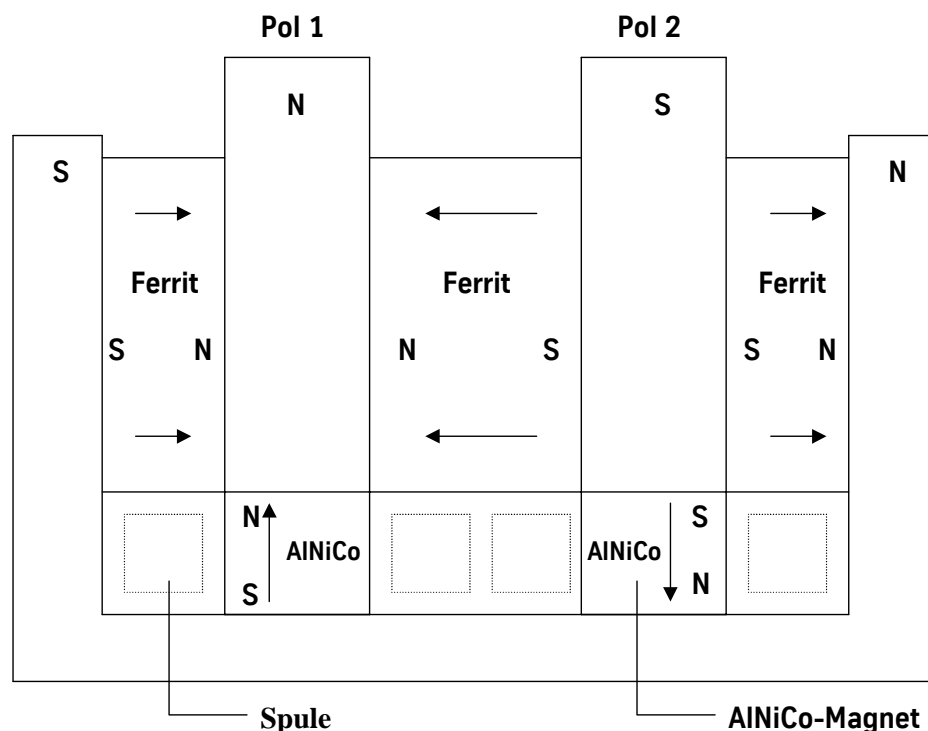 Pol 1 Pol 2
N S
S N
Ferrit Ferrit Ferrit
S N N S S N
N S
AlNiCo AlNiCo
S N
Spule AlNiCo-Magnet